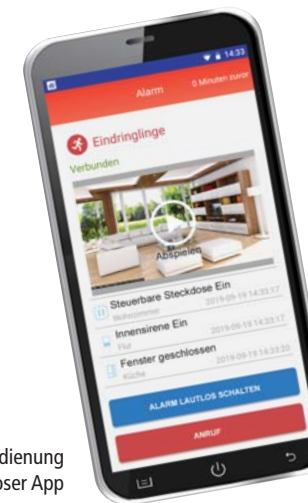 14:33
Alarm
0 Minuten zuvor
Eindringlinge
Verbunden
Abspielen
Steuerbare Steckdose Ein
Wohnzimmer
2019-09-19 14:33:17
Innensirene Ein
Flur
2019-09-19 14:33:17
Fenster geschlossen
Küche
2019-09-19 14:33:20
ALARM LAUTLOS SCHALTEN
ANRUF
dienung
oser App